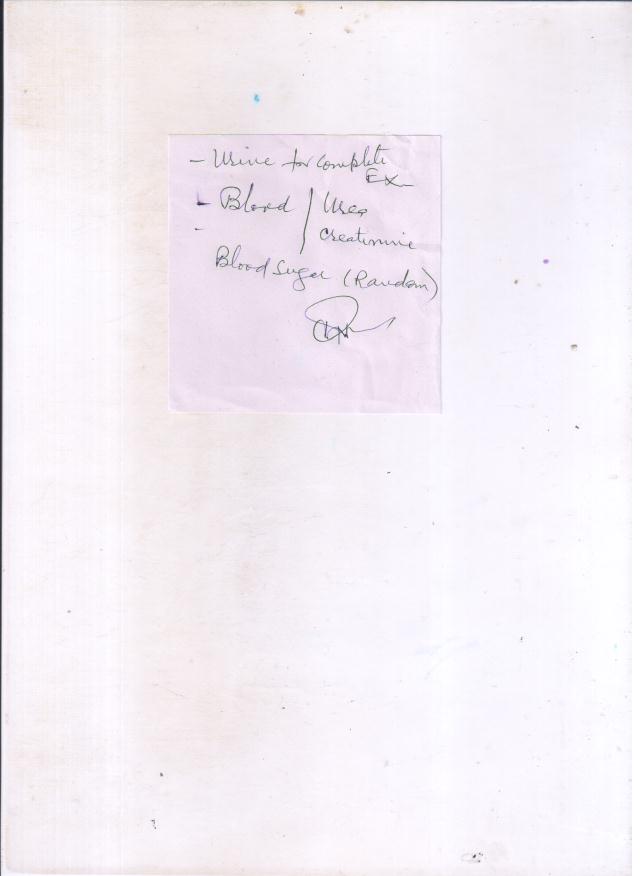 - Urine for complete
Ex
- Blood / Urea
- Creatinine
Blood Sugar (Random)